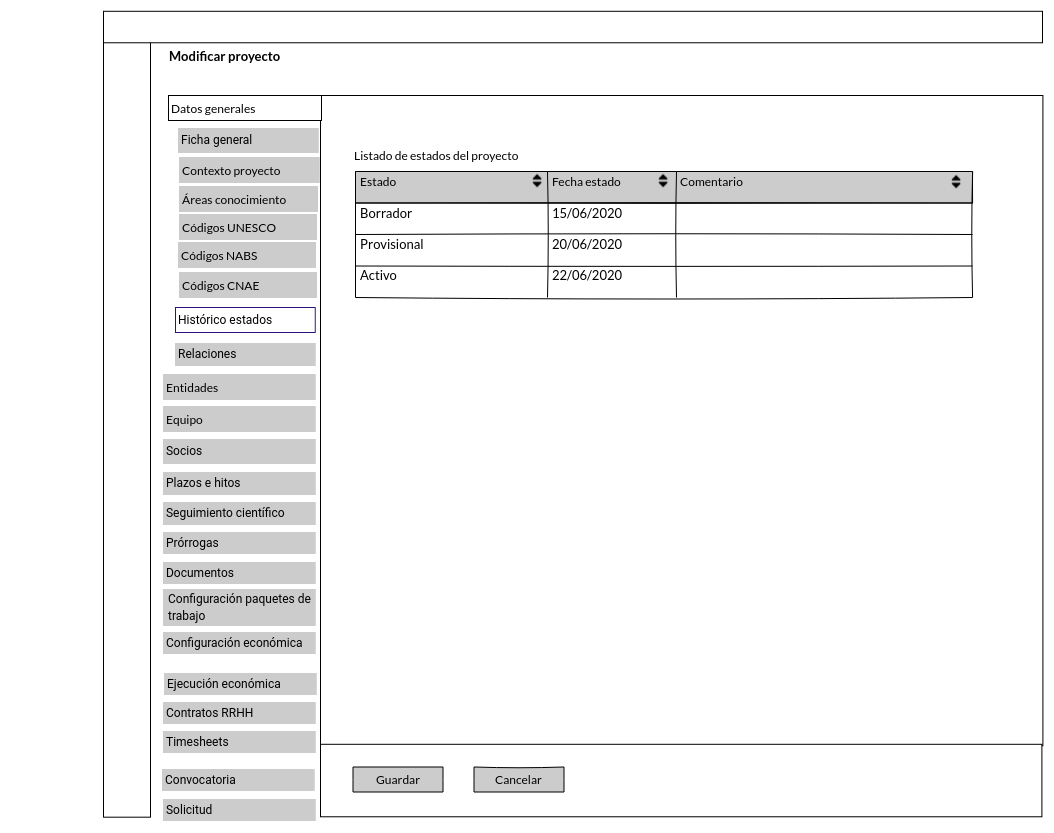 Modificar proyecto
Datos generales
Ficha general
Contexto proyecto
Áreas conocimiento
Códigos UNESCO
Códigos NABS
Códigos CNAE
Histórico estados
Relaciones
Entidades
Equipo
Socios
Plazos e hitos
Seguimiento científico
Prórrogas
Documentos
Configuración paquetes de
trabajo
Configuración económica
Ejecución económica
Contratos RRHH
Timesheets
Convocatoria
Solicitud
Listado de estados del proyecto
Estado Fecha estado Comentario
Borrador 15/06/2020
Provisional 20/06/2020
Activo 22/06/2020
Guardar Cancelar